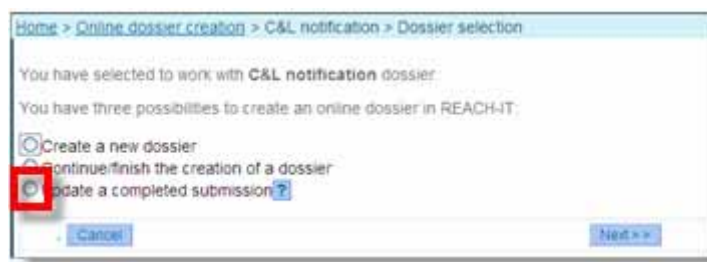 Home > Online dossier creation > C&L notification > Dossier selection
You have selected to work with C&L notification dossier.
You have three possibilities to create an online dossier in REACH-IT:
Create a new dossier
Continue/finish the creation of a dossier
Update a completed submission ?
Cancel Next >>